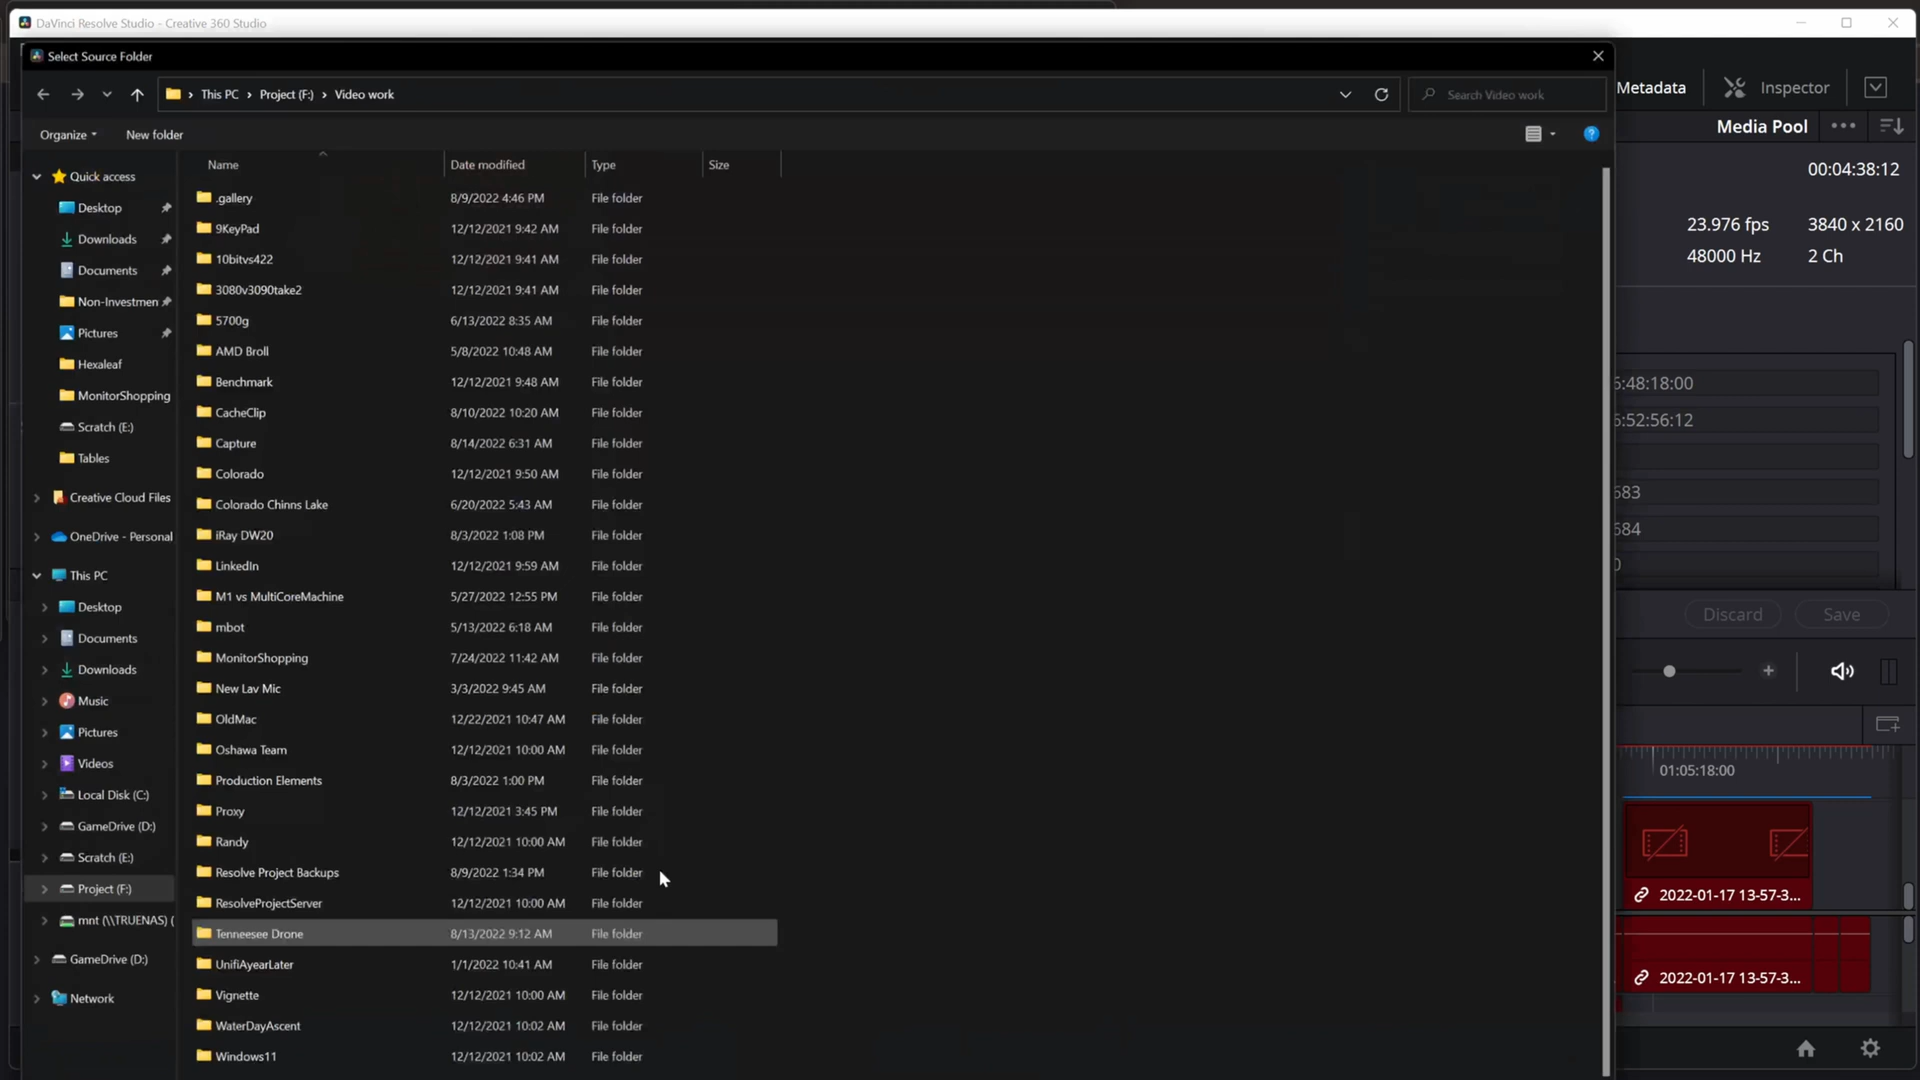 DaVinci Resolve Studio - Creative 360 Studio
Select Source Folder
This PC › Project (F:) › Video work
Search Video work
Metadata
Inspector
Organize
New folder
Media Pool
Name
Date modified
Type
Size
00:04:38:12
23.976 fps
3840 x 2160
48000 Hz
2 Ch
Quick access
Desktop
Downloads
Documents
Non-Investmen
Pictures
Hexaleaf
MonitorShopping
Scratch (E:)
Tables
Creative Cloud Files
OneDrive - Personal
This PC
Desktop
Documents
Downloads
Music
Pictures
Videos
Local Disk (C:)
GameDrive (D:)
Scratch (E:)
Project (F:)
mnt (\\TRUENAS) (
GameDrive (D:)
Network
.gallery 8/9/2022 4:46 PM File folder
9KeyPad 12/12/2021 9:42 AM File folder
10bitvs422 12/12/2021 9:41 AM File folder
3080v3090take2 12/12/2021 9:41 AM File folder
5700g 6/13/2022 8:35 AM File folder
AMD Broll 5/8/2022 10:48 AM File folder
Benchmark 12/12/2021 9:48 AM File folder
CacheClip 8/10/2022 10:20 AM File folder
Capture 8/14/2022 6:31 AM File folder
Colorado 12/12/2021 9:50 AM File folder
Colorado Chinns Lake 6/20/2022 5:43 AM File folder
iRay DW20 8/3/2022 1:08 PM File folder
LinkedIn 12/12/2021 9:59 AM File folder
M1 vs MultiCoreMachine 5/27/2022 12:55 PM File folder
mbot 5/13/2022 6:18 AM File folder
MonitorShopping 7/24/2022 11:42 AM File folder
New Lav Mic 3/3/2022 9:45 AM File folder
OldMac 12/22/2021 10:47 AM File folder
Oshawa Team 12/12/2021 10:00 AM File folder
Production Elements 8/3/2022 1:00 PM File folder
Proxy 12/12/2021 3:45 PM File folder
Randy 12/12/2021 10:00 AM File folder
Resolve Project Backups 8/9/2022 1:34 PM File folder
ResolveProjectServer 12/12/2021 10:00 AM File folder
Tenneesee Drone 8/13/2022 9:12 AM File folder
UnifiAyearLater 1/1/2022 10:41 AM File folder
Vignette 12/12/2021 10:00 AM File folder
WaterDayAscent 12/12/2021 10:02 AM File folder
Windows11 12/12/2021 10:02 AM File folder
6:48:18:00
6:52:56:12
683
684
0
Discard
Save
01:05:18:00
2022-01-17 13-57-3...
2022-01-17 13-57-3...